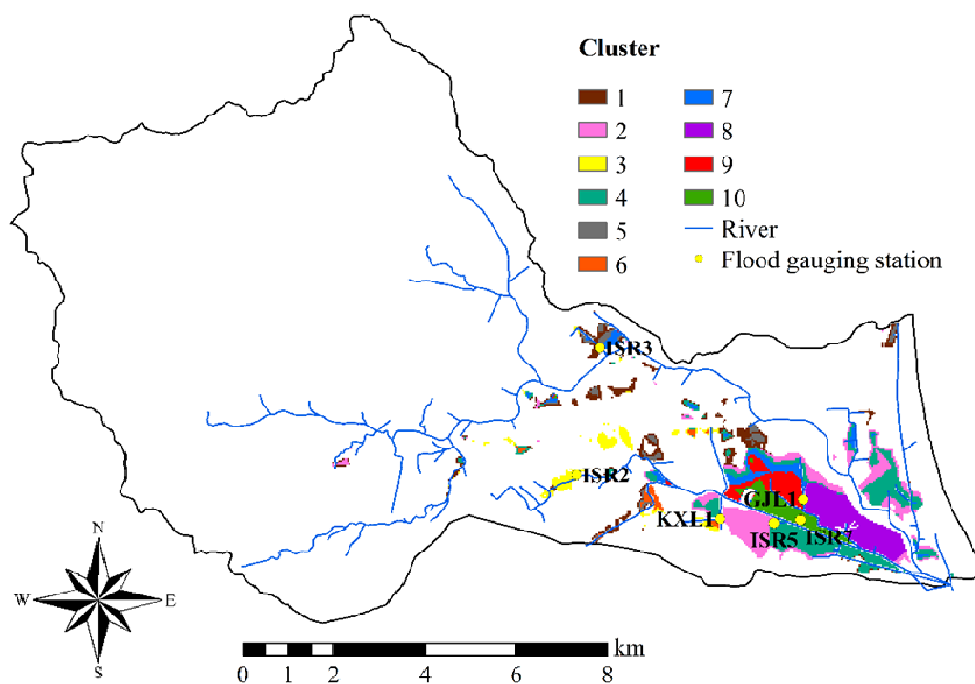 Cluster
1 7
2 8
3 9
4 10
5 River
6 Flood gauging station
ISR3
ISR2
GJL1
KXL1
ISR5 ISR7
N
W E
S
km
0 1 2 4 6 8